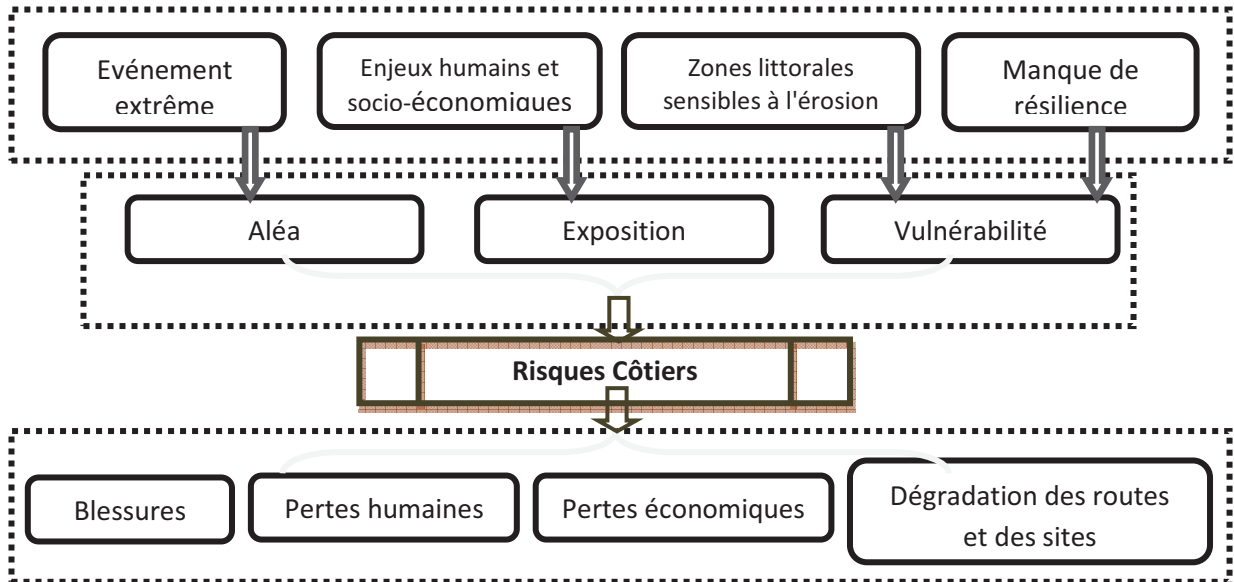 Evénement
extrême
Enjeux humains et
socio-économiques
Zones littorales
sensibles à l'érosion
Manque de
résilience
Aléa
Exposition
Vulnérabilité
Risques Côtiers
Blessures
Pertes humaines
Pertes économiques
Dégradation des routes
et des sites